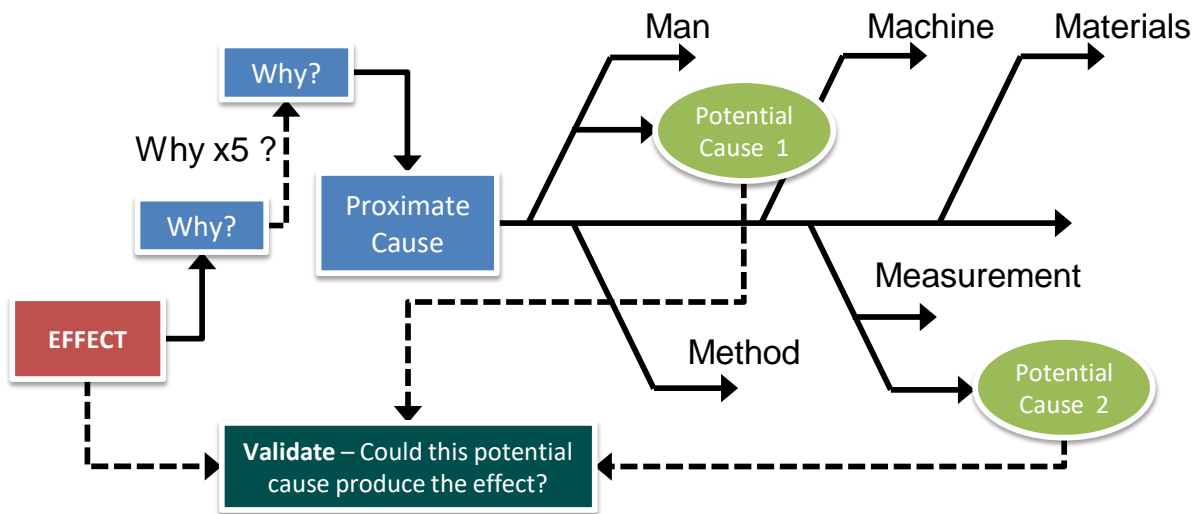 Man
Machine
Materials
Why?
Potential
Cause 1
Why x5 ?
Proximate
Cause
Why?
Measurement
EFFECT
Method
Potential
Cause 2
Validate – Could this potential
cause produce the effect?